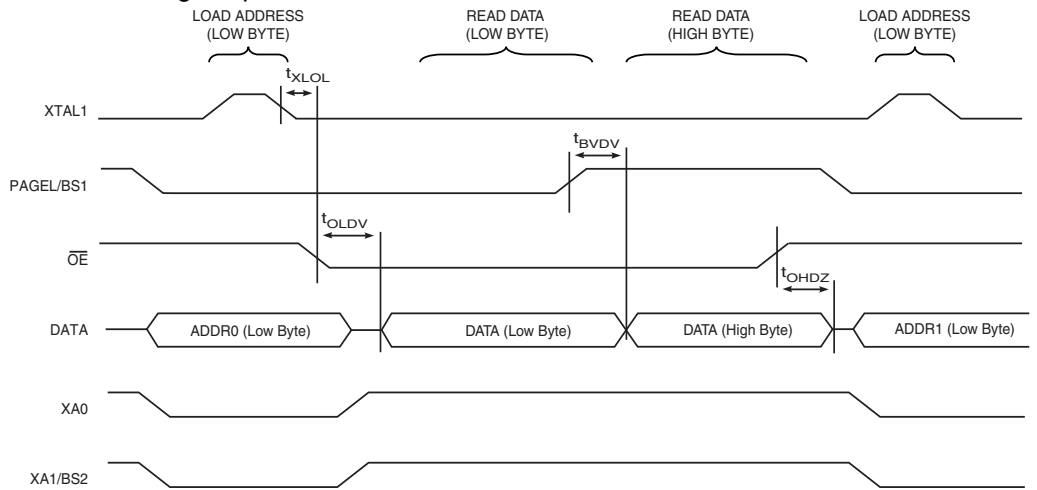 LOAD ADDRESS
(LOW BYTE)
READ DATA
(LOW BYTE)
READ DATA
(HIGH BYTE)
LOAD ADDRESS
(LOW BYTE)
tXLOL
XTAL1
tBVDV
PAGEL/BS1
tOLDV
OE
tOHDZ
DATA
ADDR0 (Low Byte)
DATA (Low Byte)
DATA (High Byte)
ADDR1 (Low Byte)
XA0
XA1/BS2